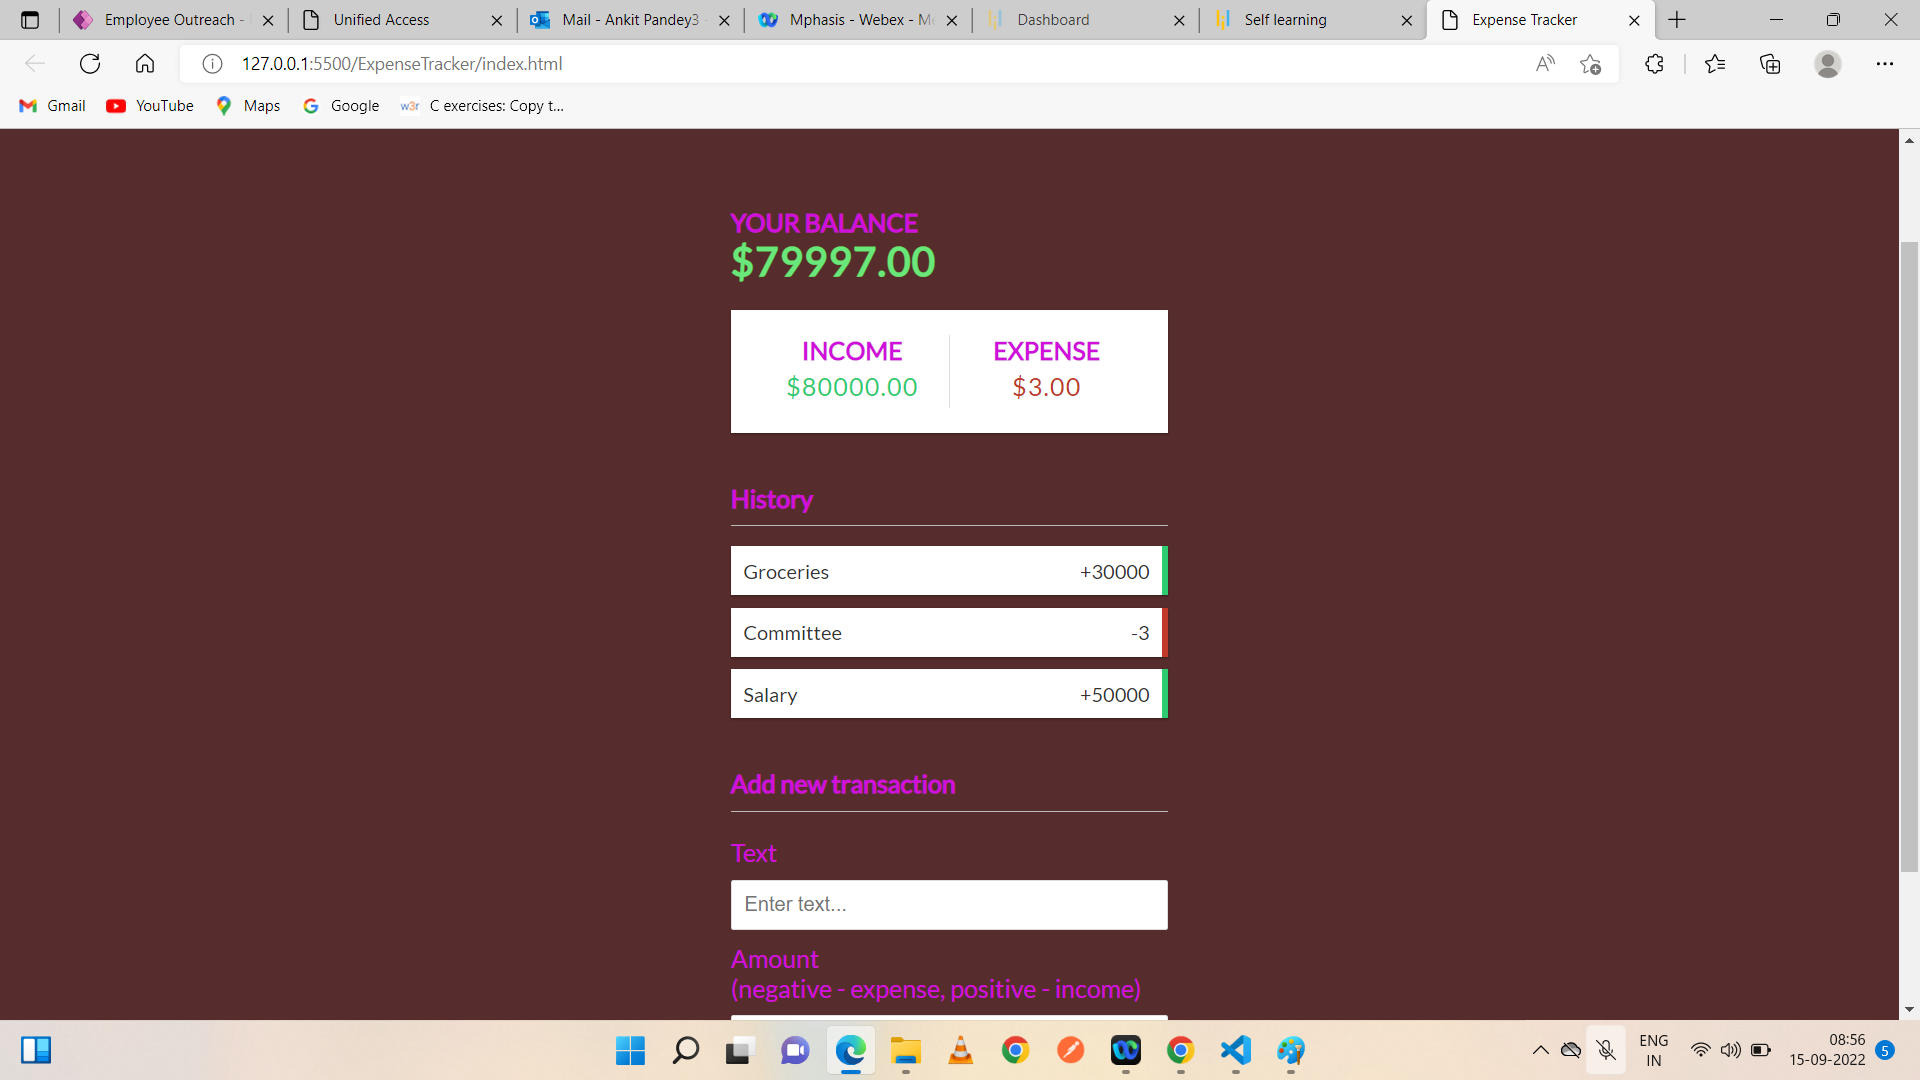 Employee Outreach -
Unified Access
Mail - Ankit Pandey3
Mphasis - Webex - Me
Dashboard
Self learning
Expense Tracker
127.0.0.1:5500/ExpenseTracker/index.html
Gmail
YouTube
Maps
Google
w3r
C exercises: Copy t...
YOUR BALANCE
$79997.00
INCOME
$80000.00
EXPENSE
$3.00
History
Groceries +30000
Committee -3
Salary +50000
Add new transaction
Text
Enter text...
Amount
(negative - expense, positive - income)
ENG
IN
08:56
15-09-2022
5